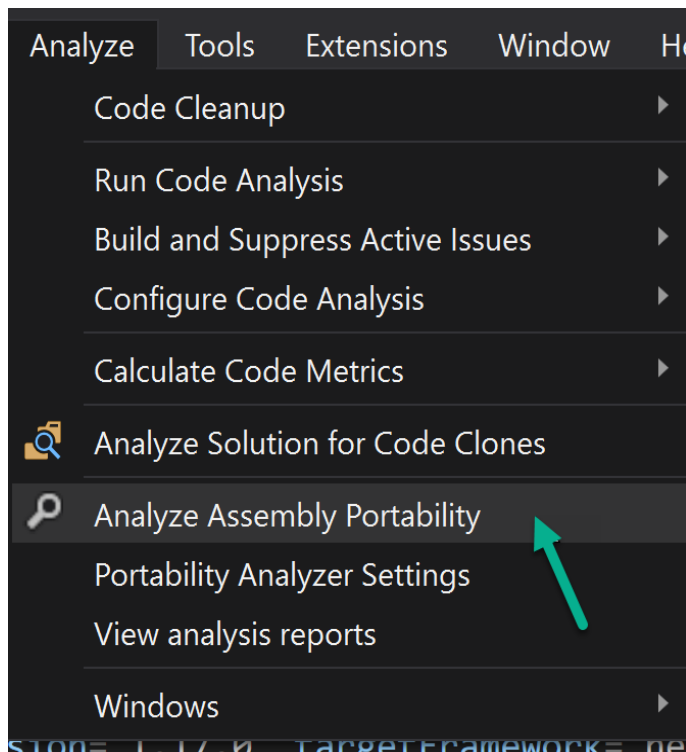 Analyze Tools Extensions Window
Code Cleanup
Run Code Analysis
Build and Suppress Active Issues
Configure Code Analysis
Calculate Code Metrics
Analyze Solution for Code Clones
Analyze Assembly Portability
Portability Analyzer Settings
View analysis reports
Windows